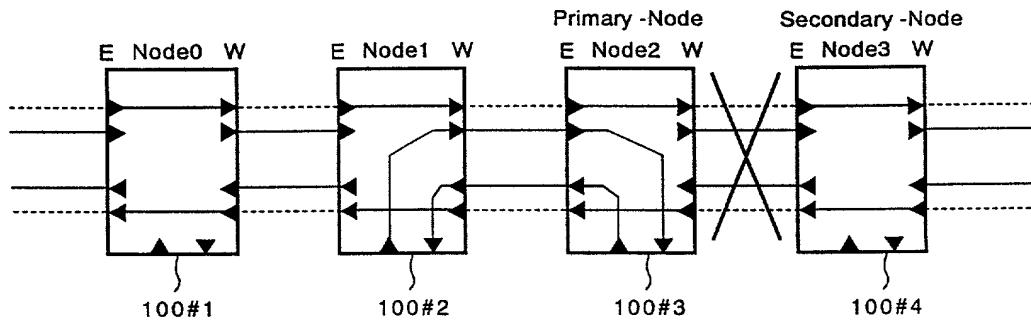 Primary -Node Secondary -Node
E Node0 W E Node1 W E Node2 W E Node3 W
100#1 100#2 100#3 100#4